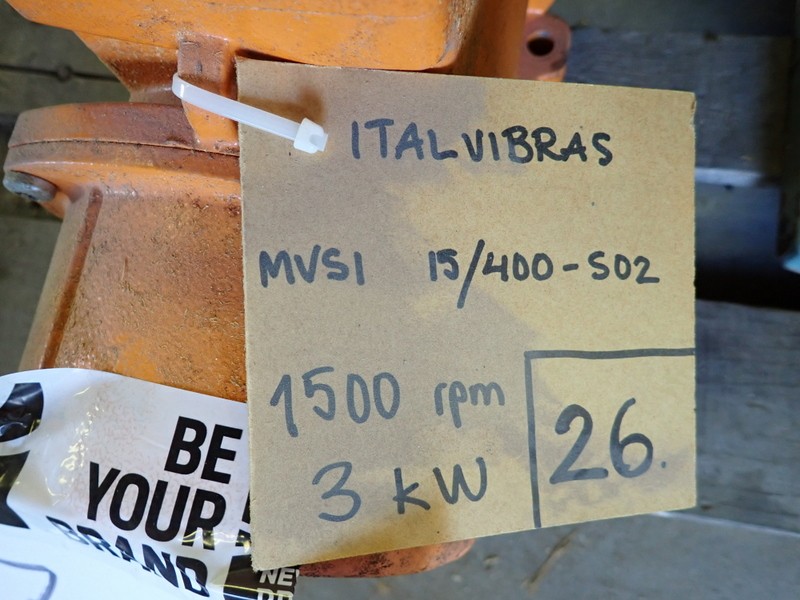 ITALVIBRAS
MVSI 15/400-S02
1500 rpm
3 kW
26.
BE
YOUR
BRAND